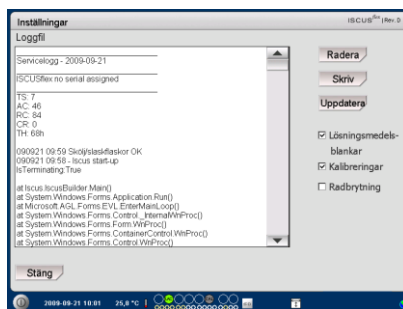 Inställningar
ISCUSflex | Rev. D
Loggfil
Servicelogg - 2009-09-21
ISCUSflex no serial assigned
TS: 7
AC: 46
RC: 84
CR: 0
TH: 68h
090921 09:59 Skölj/slaskflaskor OK
090921 09:58 - Iscus start-up
IsTerminating:True
at Iscus.IscusBuilder.Main()
at System.Windows.Forms.Application.Run()
at Microsoft.AGL.Forms.EVL.EnterMainLoop()
at System.Windows.Forms.Control._InternalWnProc()
at System.Windows.Forms.Form.WnProc()
at System.Windows.Forms.ContainerControl.WnProc()
at System.Windows.Forms.Control.WnProc()
Radera
Skriv
Uppdatera
Lösningsmedels-
blankar
Kalibreringar
Radbrytning
Stäng
2009-09-21 10:01 25,8 °C